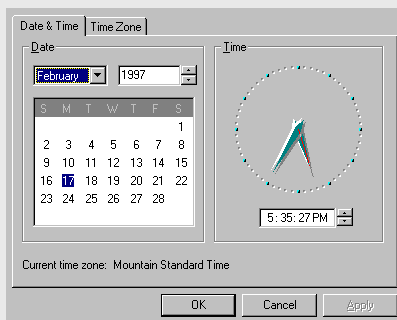 Date & Time Time Zone
Date Time
February 1997
S M T W T F S
1
2 3 4 5 6 7 8
9 10 11 12 13 14 15
16 17 18 19 20 21 22
23 24 25 26 27 28
5:35:27 PM
Current time zone: Mountain Standard Time
OK Cancel Apply